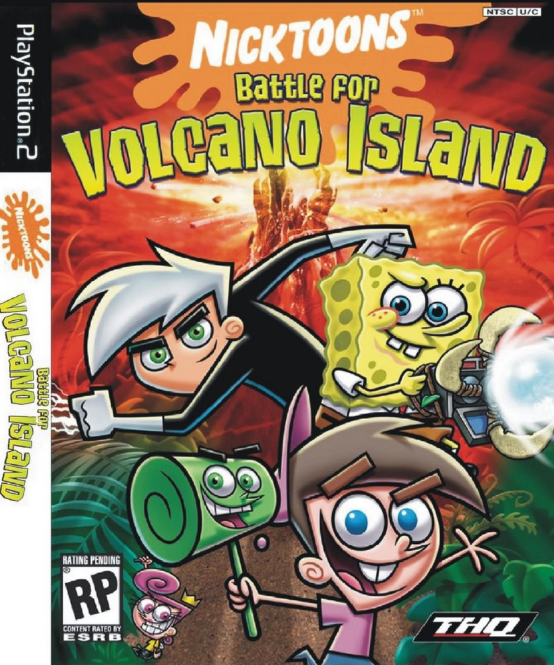 PlayStation®2
NICKTOONS
Battle for
VOLCANO ISLAND
NTSC U/C
NICKTOONS™
Battle for
VOLCANO ISLAND
RATING PENDING
RP
CONTENT RATED BY
ESRB
THQ